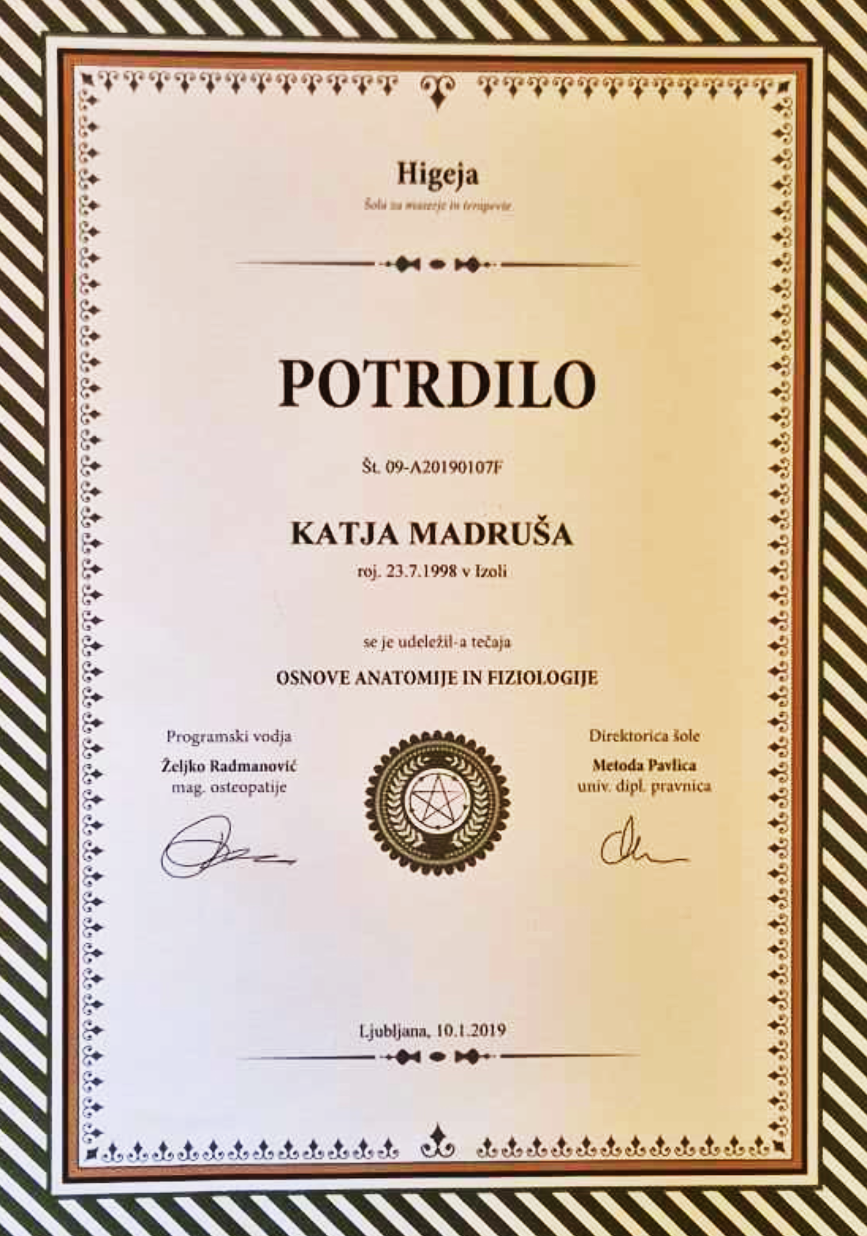 Higeja
Šola za maserje in terapevte
POTRDILO
Št. 09-A20190107F
KATJA MADRUŠA
roj. 23.7.1998 v Izoli
se je udeležil-a tečaja
OSNOVE ANATOMIJE IN FIZIOLOGIJE
Programski vodja
Željko Radmanović
mag. osteopatije
Direktorica šole
Metoda Pavlica
univ. dipl. pravnica
Ljubljana, 10.1.2019